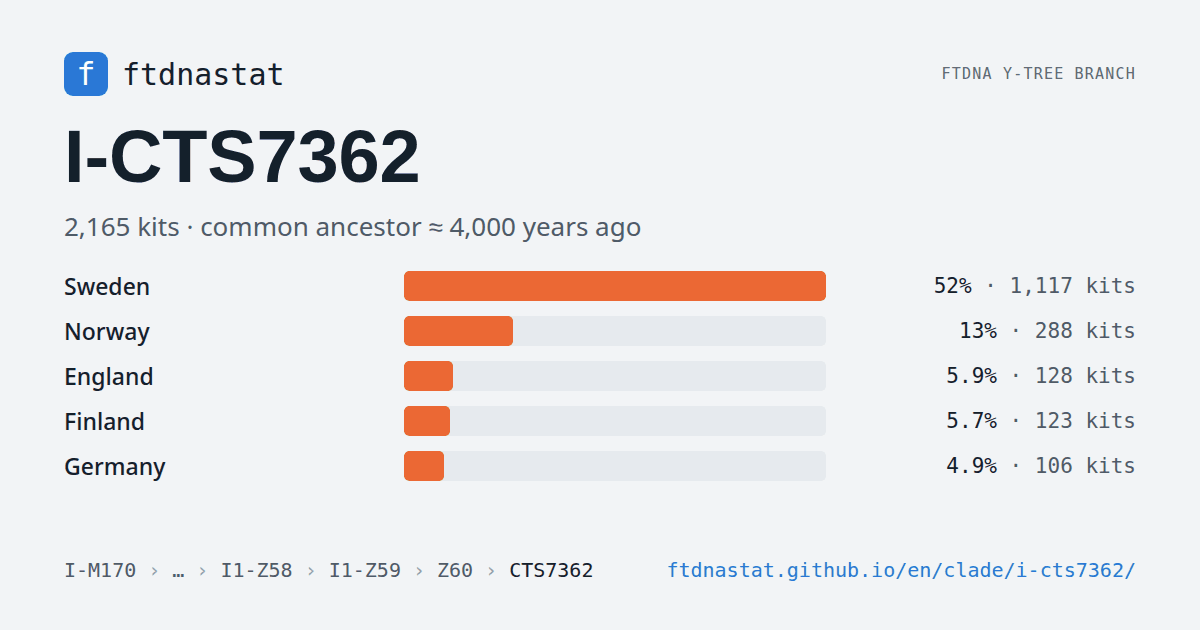 f ftdnastat
FTDNA Y-TREE BRANCH
I-CTS7362
2,165 kits · common ancestor ≈ 4,000 years ago
Sweden 52% · 1,117 kits
Norway 13% · 288 kits
England 5.9% · 128 kits
Finland 5.7% · 123 kits
Germany 4.9% · 106 kits
I-M170 › … › I1-Z58 › I1-Z59 › Z60 › CTS7362
ftdnastat.github.io/en/clade/i-cts7362/